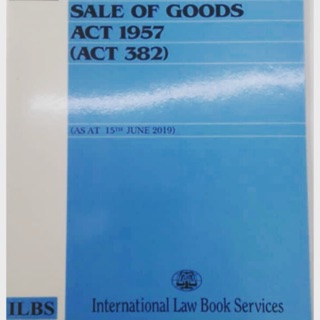 SALE OF GOODS
ACT 1957
(ACT 382)
(AS AT 15TH JUNE 2019)
ILBS
International Law Book Services